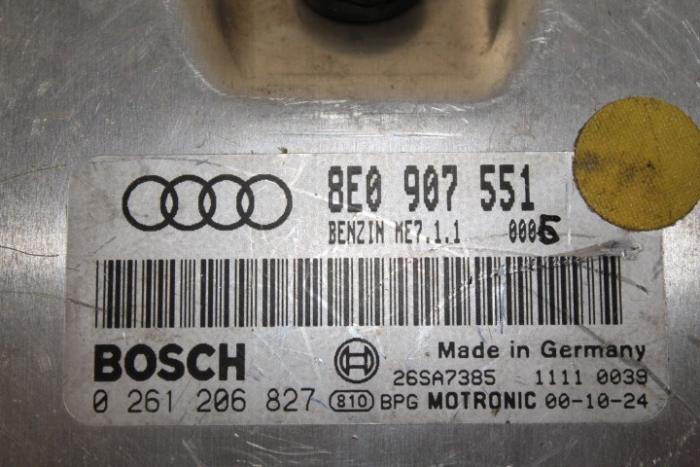 8E0 907 551
BENZIN ME7.1.1 0006
BOSCH
Made in Germany
26SA7385 1111 0039
0 261 206 827 810 BPG MOTRONIC 00-10-24